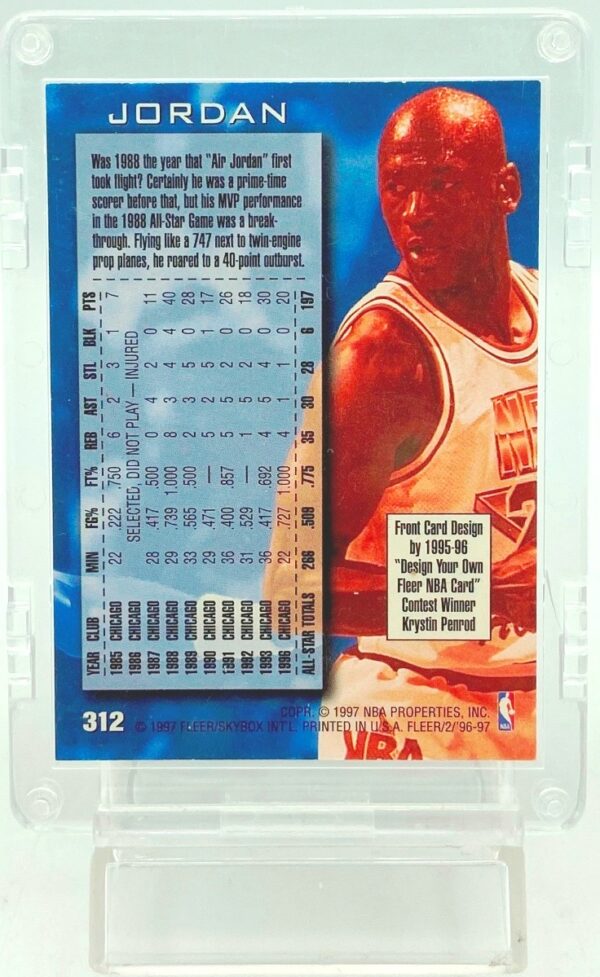 JORDAN
Was 1988 the year that "Air Jordan" first
took flight? Certainly he was a prime-time
scorer before that, but his MVP performance
in the 1988 All-Star Game was a break-
through. Flying like a 747 next to twin-engine
prop planes, he roared to a 40-point outburst.
YEAR CLUB MIN FG% FT% REB AST STL BLK PTS
1985 CHICAGO 22 .222 .750 6 2 3 1 7
1986 CHICAGO SELECTED, DID NOT PLAY — INJURED
1987 CHICAGO 28 .417 .500 0 4 2 0 11
1988 CHICAGO 29 .739 1.000 8 3 4 4 40
1989 CHICAGO 33 .565 .500 2 3 5 0 28
1990 CHICAGO 29 .471 — 5 2 5 1 17
1991 CHICAGO 36 .400 .857 5 5 2 0 26
1992 CHICAGO 31 .529 — 1 5 2 0 18
1993 CHICAGO 36 .417 .692 4 5 4 0 30
1996 CHICAGO 22 .727 1.000 4 1 1 0 20
ALL-STAR TOTALS 266 .509 .775 35 30 28 6 197
Front Card Design
by 1995-96
"Design Your Own
Fleer NBA Card"
Contest Winner
Krystin Penrod
312
COPR. © 1997 NBA PROPERTIES, INC.
© 1997 FLEER/SKYBOX INT'L. PRINTED IN U.S.A. FLEER/2/'96-97
NBA